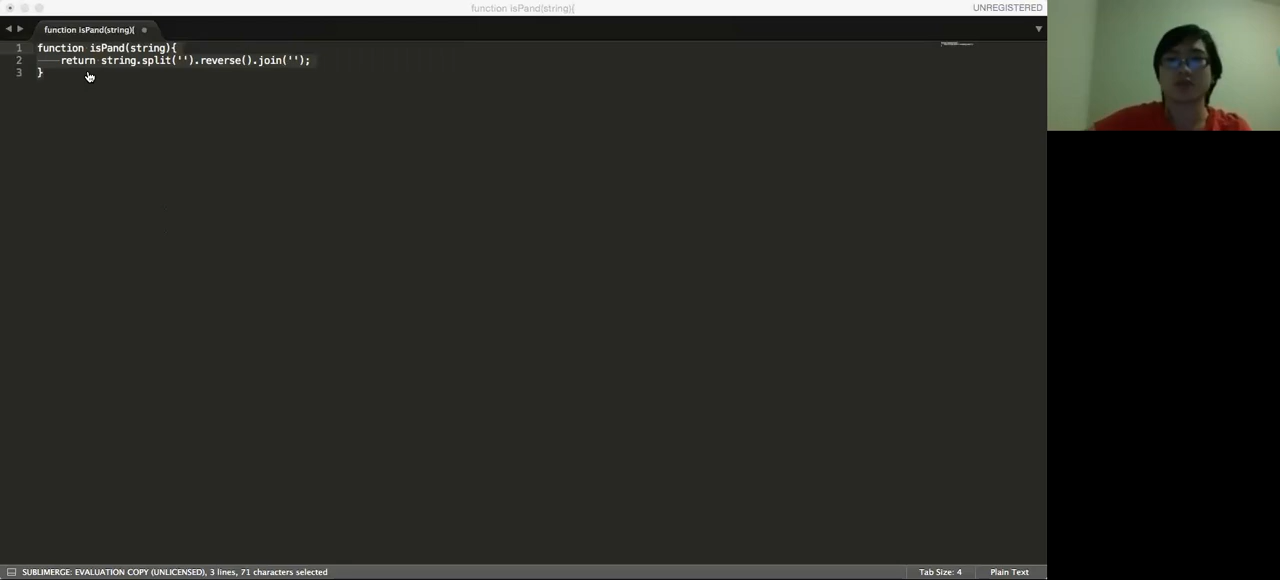 function isPand(string){
UNREGISTERED
function isPand(string){
1 function isPand(string){
2 return string.split('').reverse().join('');
3 }
SUBLIMERGE: EVALUATION COPY (UNLICENSED), 3 lines, 71 characters selected
Tab Size: 4
Plain Text